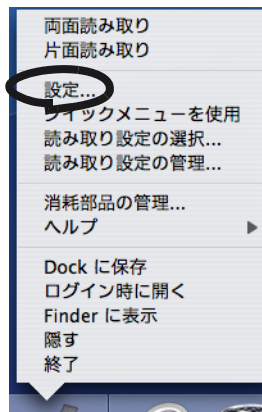 両面読み取り
片面読み取り
設定...
クイックメニューを使用
読み取り設定の選択...
読み取り設定の管理...
消耗部品の管理...
ヘルプ
Dock に保存
ログイン時に開く
Finder に表示
隠す
終了